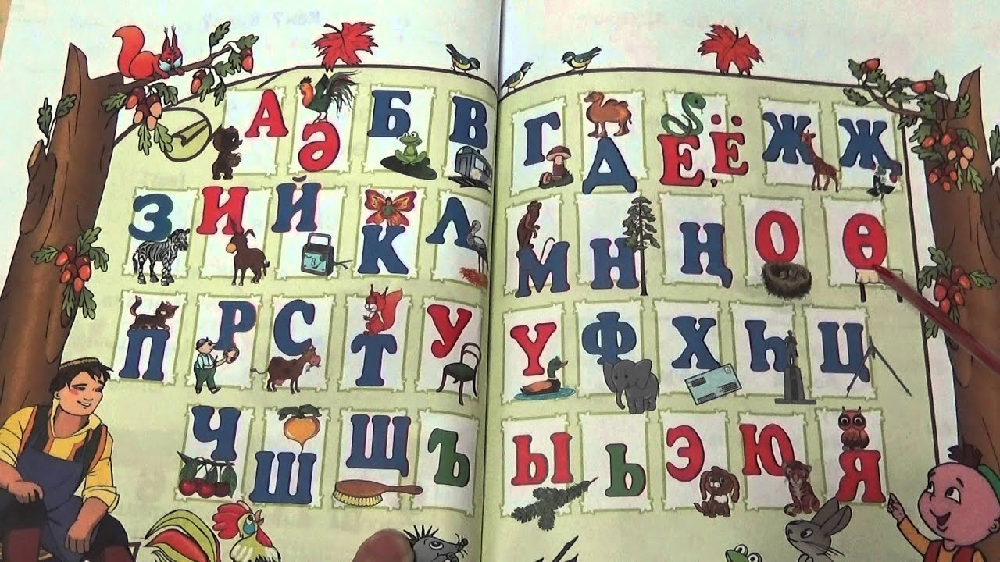 А Ә Б В Г Д Е Ё Ж Җ
З И Й К Л М Н Ң О Ө
П Р С Т У Ү Ф Х Һ Ц
Ч Ш Щ Ъ Ы Ь Э Ю Я